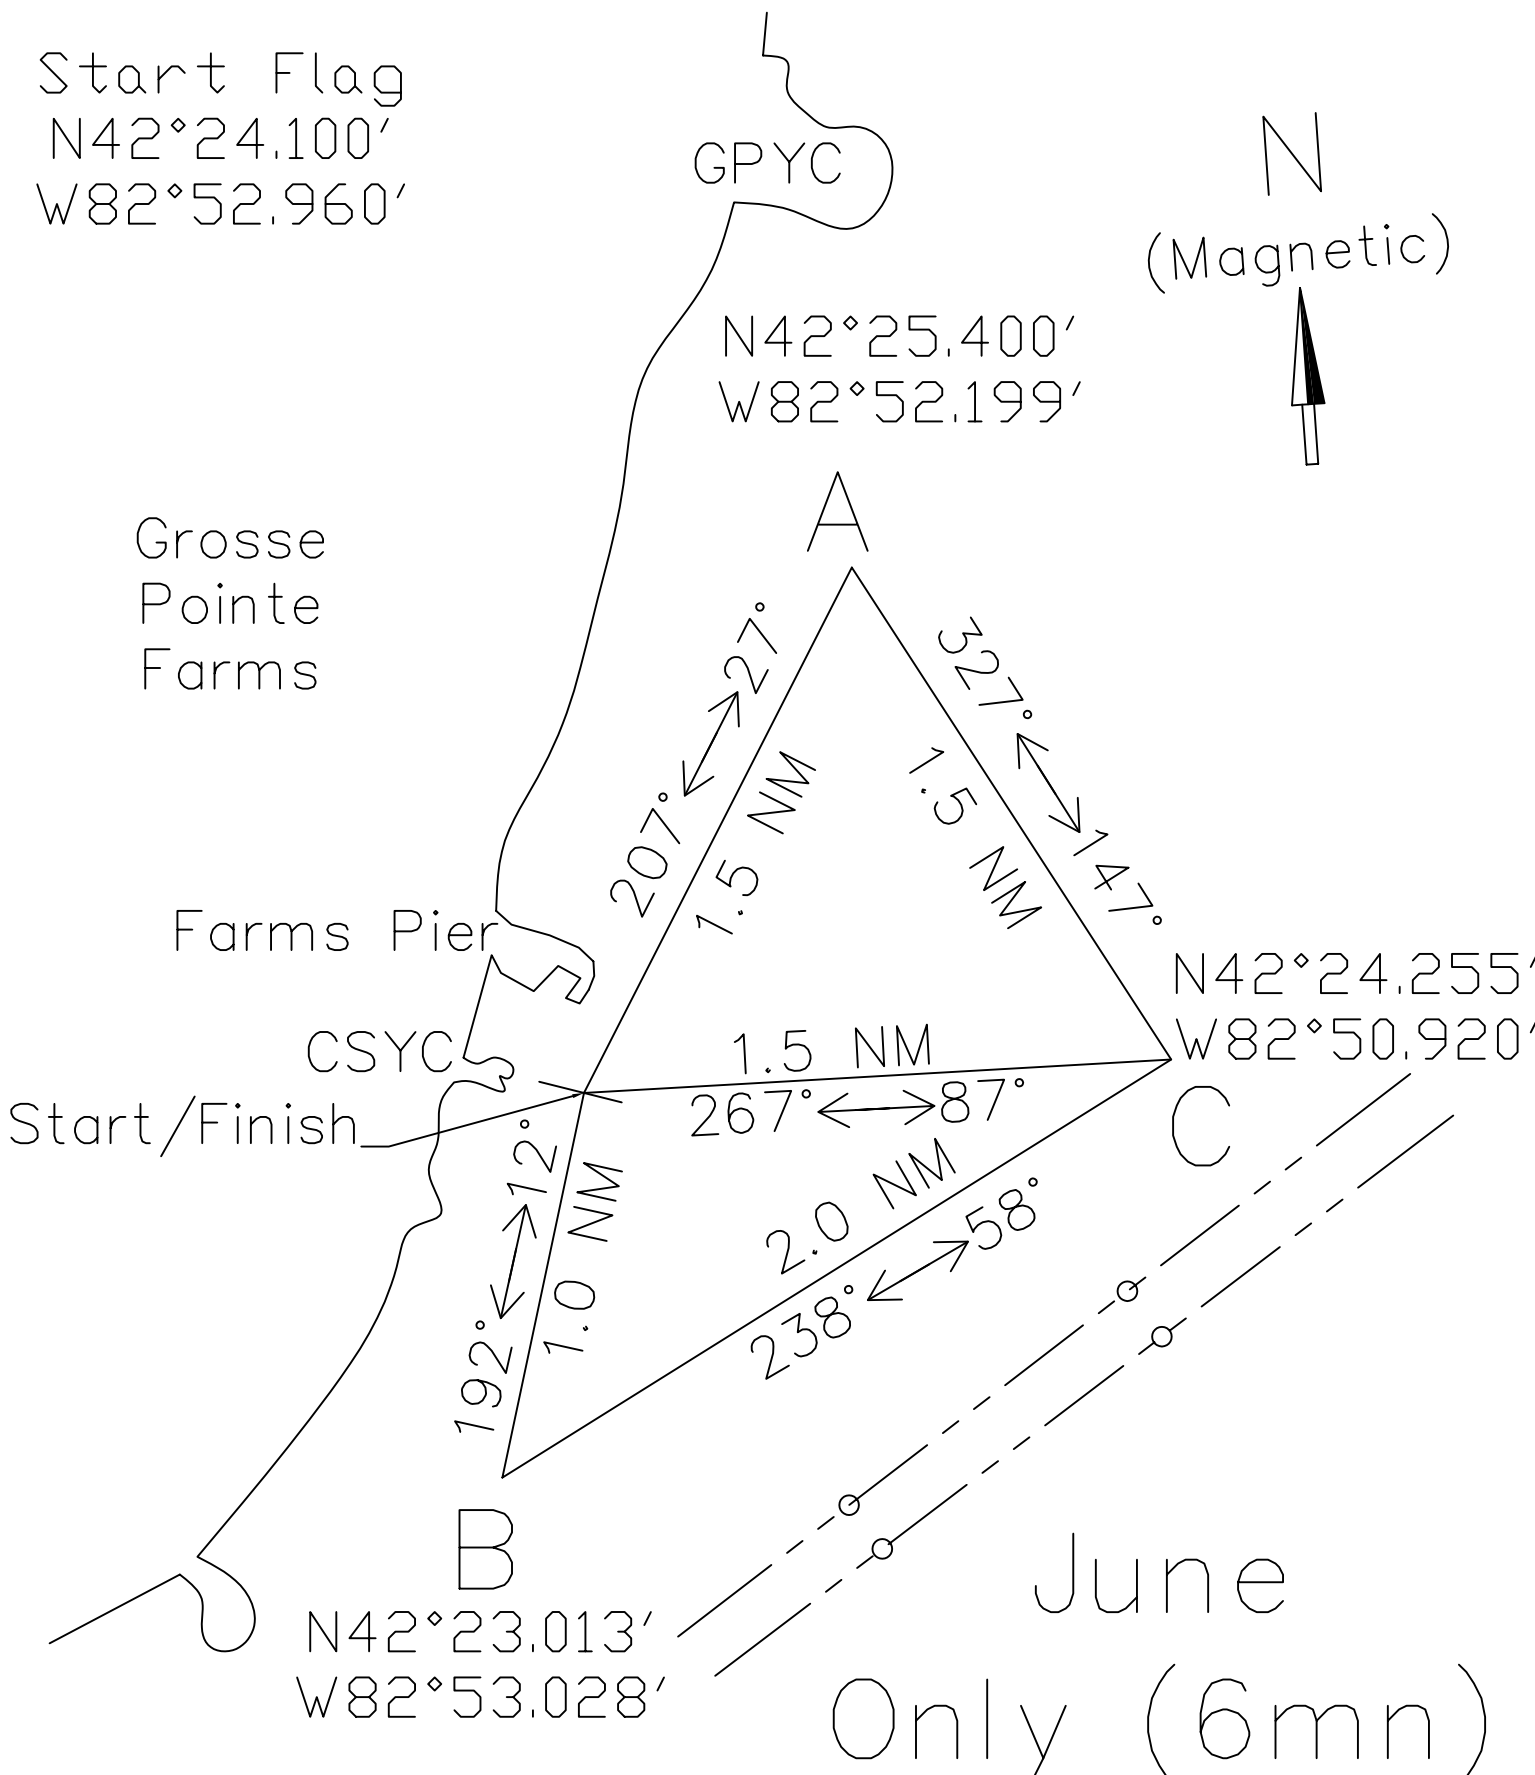 Start Flag
N42°24.100′
W82°52.960′
GPYC
N
(Magnetic)
N42°25.400′
W82°52.199′
A
Grosse
Pointe
Farms
27°
207°
1.5 NM
327°
147°
1.5 NM
Farms Pier
N42°24.255′
W82°50.920′
C
CSYC
Start/Finish
1.5 NM
267°
87°
12°
192°
1.0 NM
2.0 NM
58°
238°
B
N42°23.013′
W82°53.028′
June
Only (6mn)